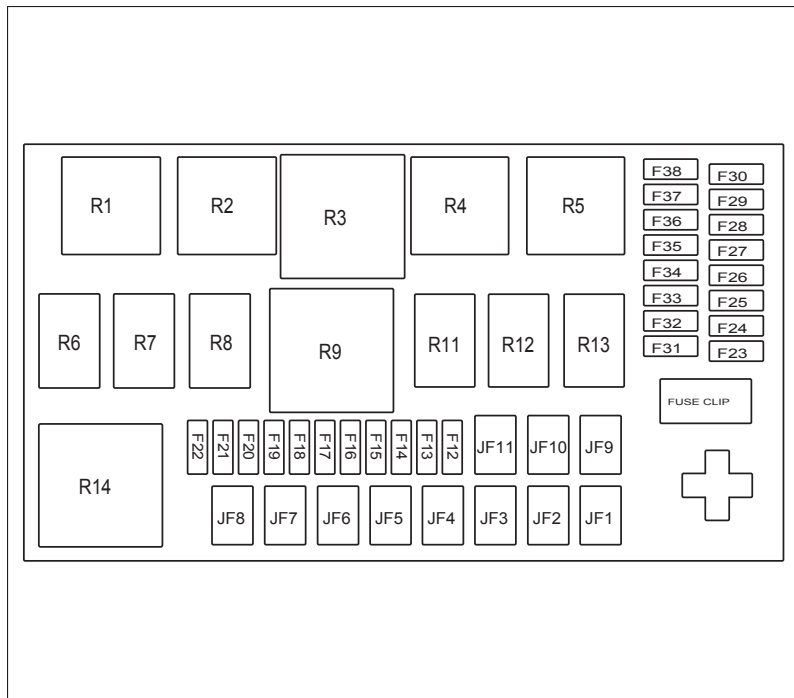 R1 R2 R3 R4 R5
F38 F30
F37 F29
F36 F28
F35 F27
F34 F26
F33 F25
F32 F24
F31 F23
R6 R7 R8 R9 R11 R12 R13
FUSE CLIP
F22 F21 F20 F19 F18 F17 F16 F15 F14 F13 F12 JF11 JF10 JF9
R14
JF8 JF7 JF6 JF5 JF4 JF3 JF2 JF1